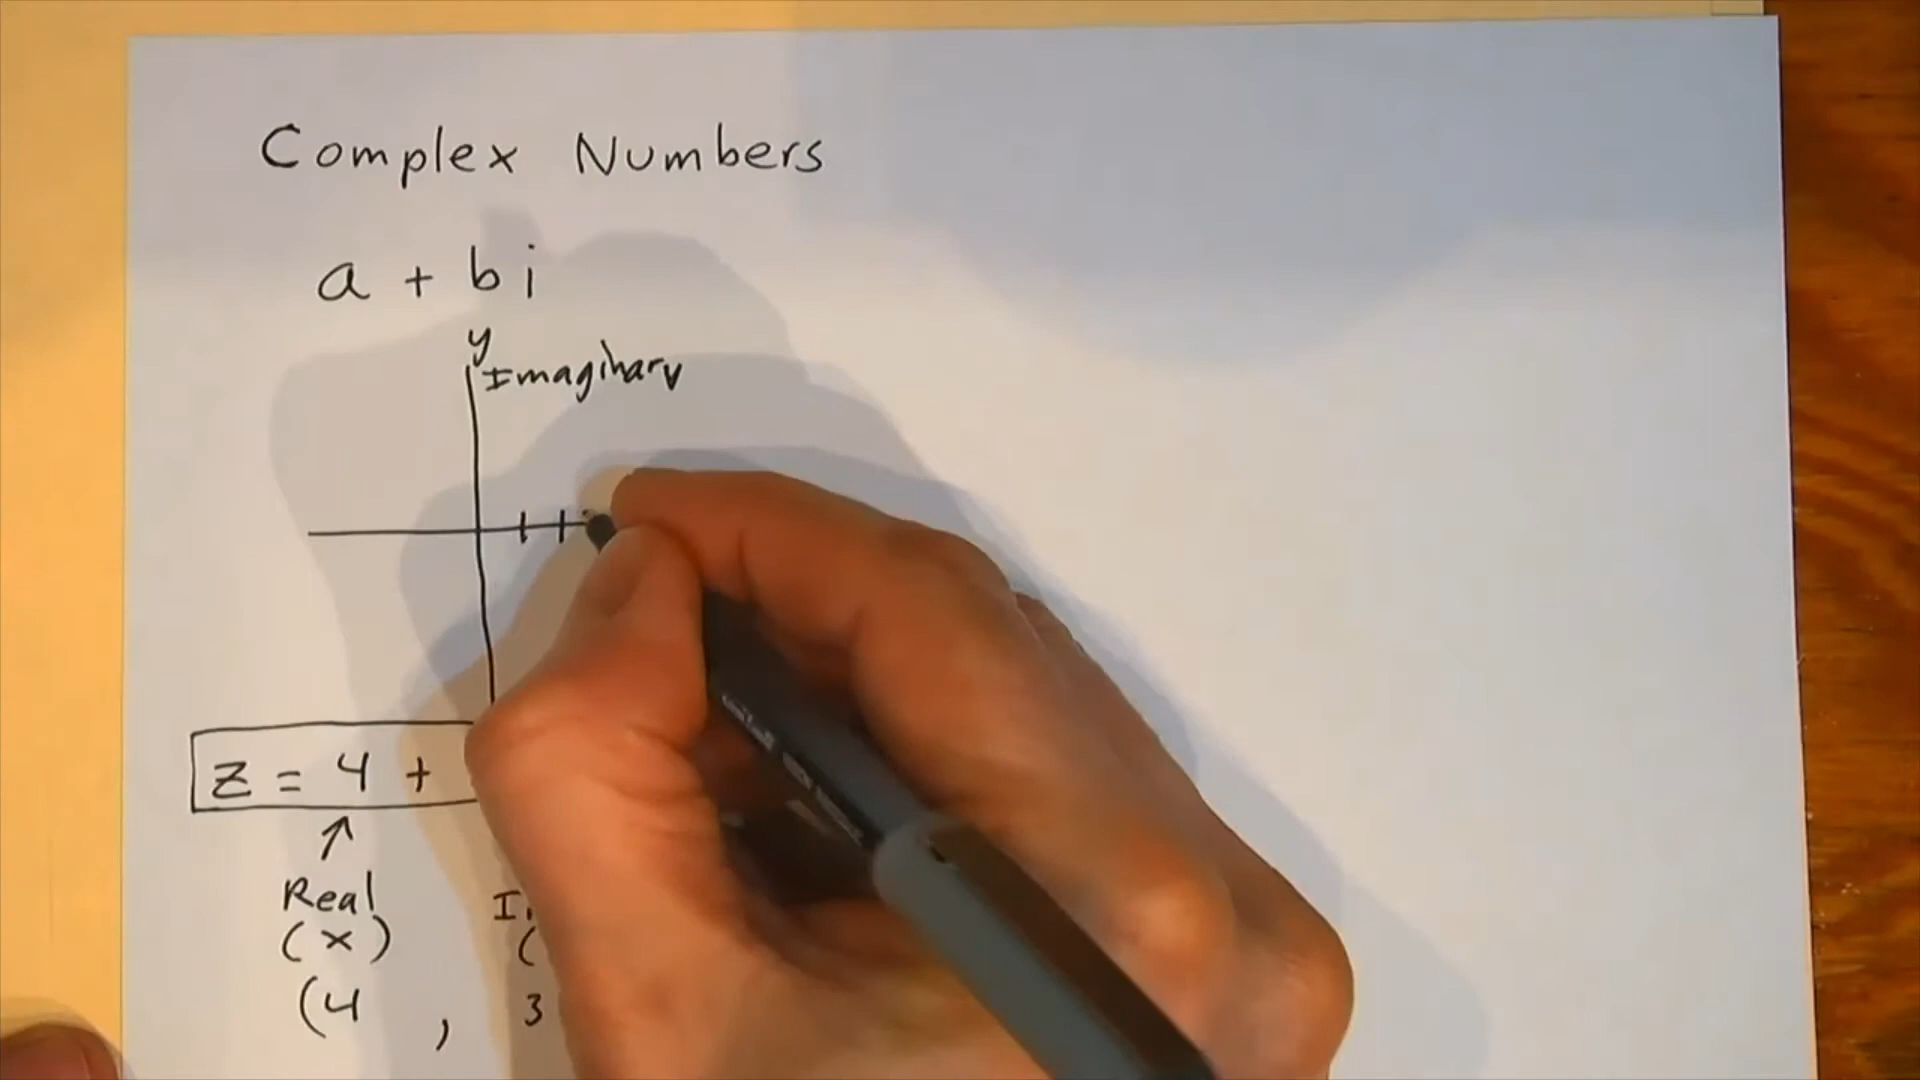 Complex Numbers
a + bi
y
Imaginary
z = 4 +
↑
Real
(x) (
(4 , 3